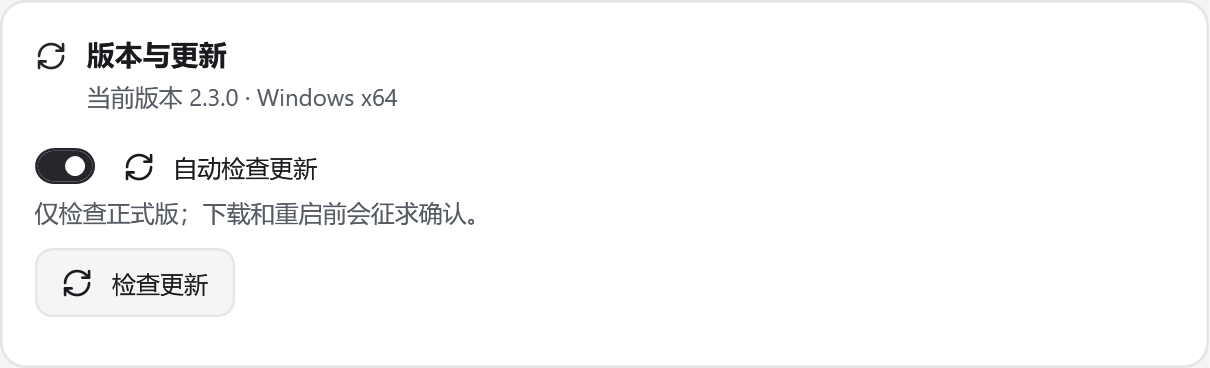 版本与更新
当前版本 2.3.0 · Windows x64
自动检查更新
仅检查正式版；下载和重启前会征求确认。
检查更新